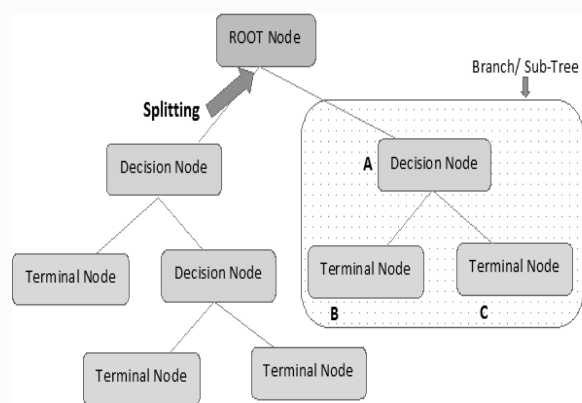 ROOT Node
Branch/ Sub-Tree
Splitting
Decision Node
A
Decision Node
Terminal Node
Decision Node
Terminal Node
Terminal Node
B
C
Terminal Node
Terminal Node